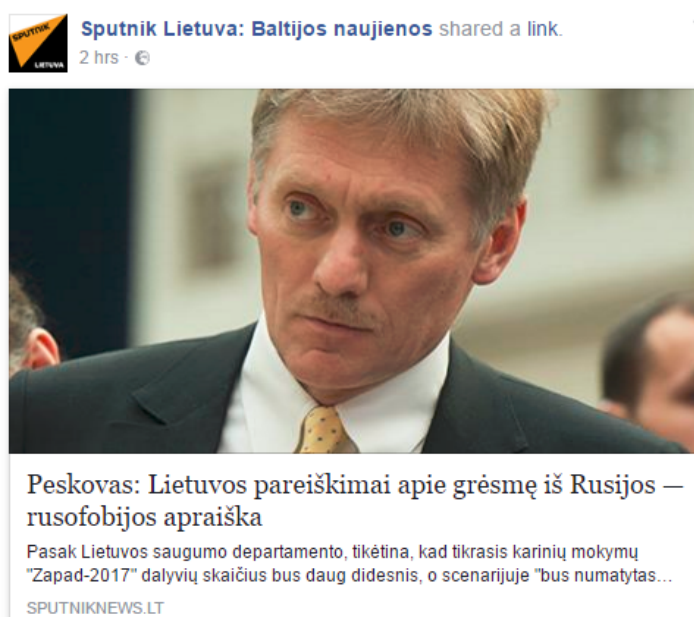 SPUTNIK
LIETUVA
Sputnik Lietuva: Baltijos naujienos shared a link.
2 hrs ·
Peskovas: Lietuvos pareiškimai apie grėsmę iš Rusijos —
rusofobijos apraiška
Pasak Lietuvos saugumo departamento, tikėtina, kad tikrasis karinių mokymų
"Zapad-2017" dalyvių skaičius bus daug didesnis, o scenarijuje "bus numatytas...
SPUTNIKNEWS.LT